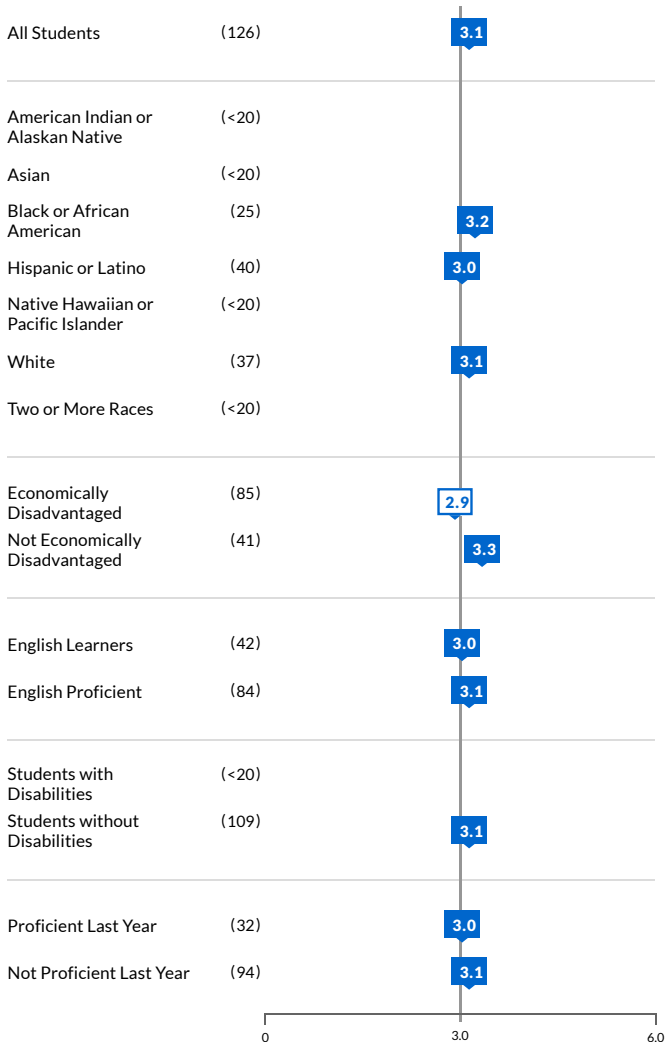 All Students (126) 3.1
American Indian or (<20)
Alaskan Native
Asian (<20)
Black or African (25) 3.2
American
Hispanic or Latino (40) 3.0
Native Hawaiian or (<20)
Pacific Islander
White (37) 3.1
Two or More Races (<20)
Economically (85) 2.9
Disadvantaged
Not Economically (41) 3.3
Disadvantaged
English Learners (42) 3.0
English Proficient (84) 3.1
Students with (<20)
Disabilities
Students without (109) 3.1
Disabilities
Proficient Last Year (32) 3.0
Not Proficient Last Year (94) 3.1
0 3.0 6.0